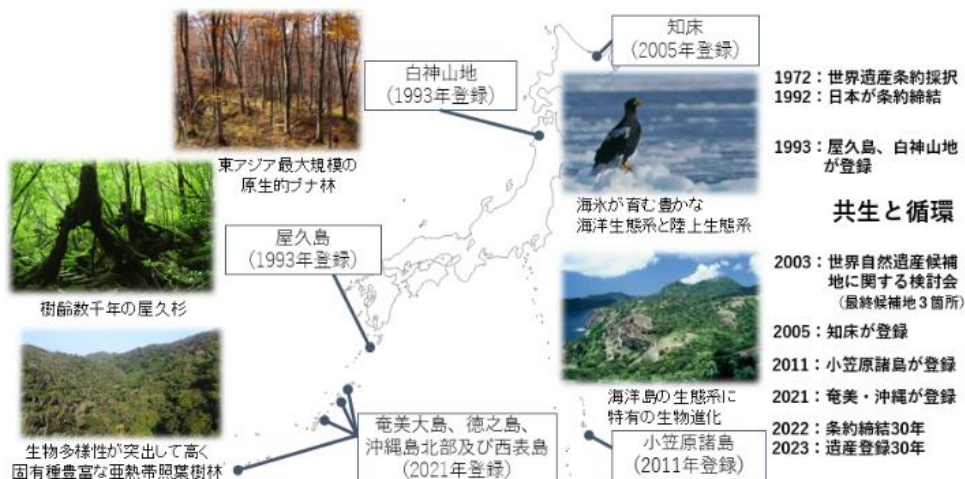 知床
(2005年登録)
白神山地
(1993年登録)
東アジア最大規模の
原生的ブナ林
海氷が育む豊かな
海洋生態系と陸上生態系
屋久島
(1993年登録)
樹齢数千年の屋久杉
生物多様性が突出して高く
固有種豊富な亜熱帯照葉樹林
奄美大島、徳之島、
沖縄島北部及び西表島
(2021年登録)
海洋島の生態系に
特有の生物進化
小笠原諸島
(2011年登録)
1972：世界遺産条約採択
1992：日本が条約締結
1993：屋久島、白神山地
が登録
共生と循環
2003：世界自然遺産候補
地に関する検討会
（最終候補地３箇所）
2005：知床が登録
2011：小笠原諸島が登録
2021：奄美・沖縄が登録
2022：条約締結30年
2023：遺産登録30年